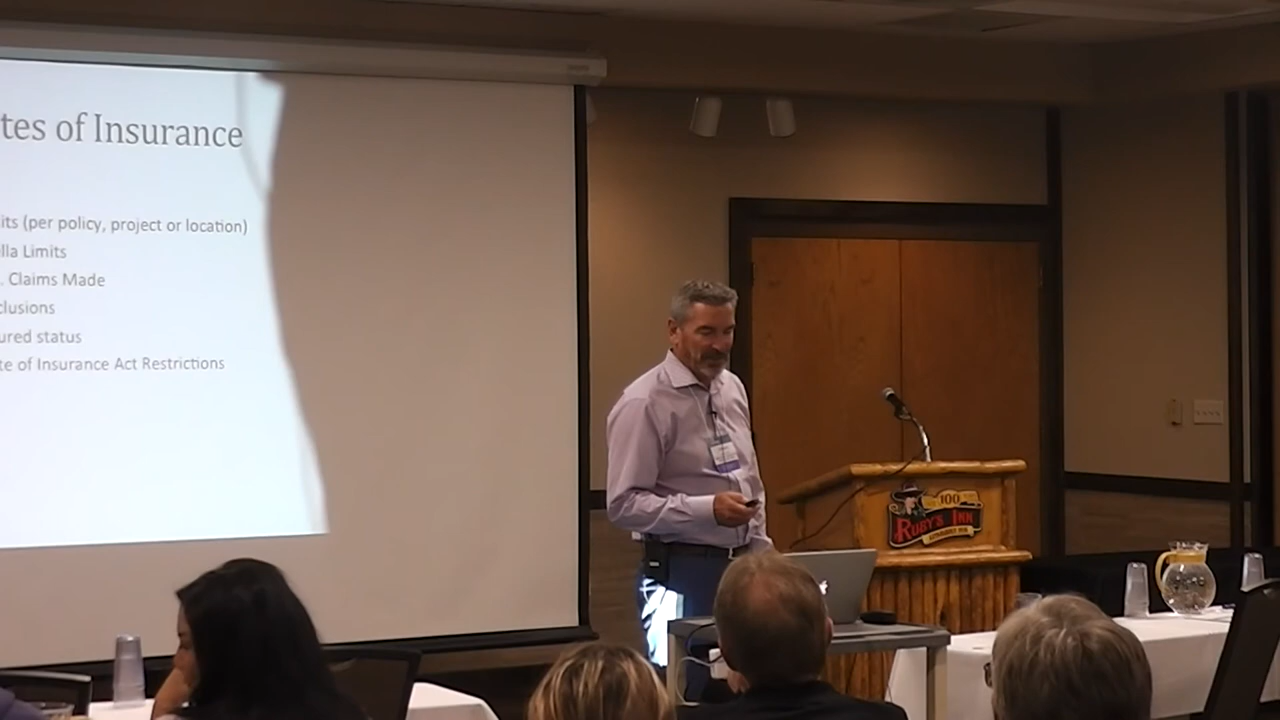 tes of Insurance
its (per policy, project or location)
lla Limits
. Claims Made
clusions
ured status
te of Insurance Act Restrictions
100
RUBY'S INN